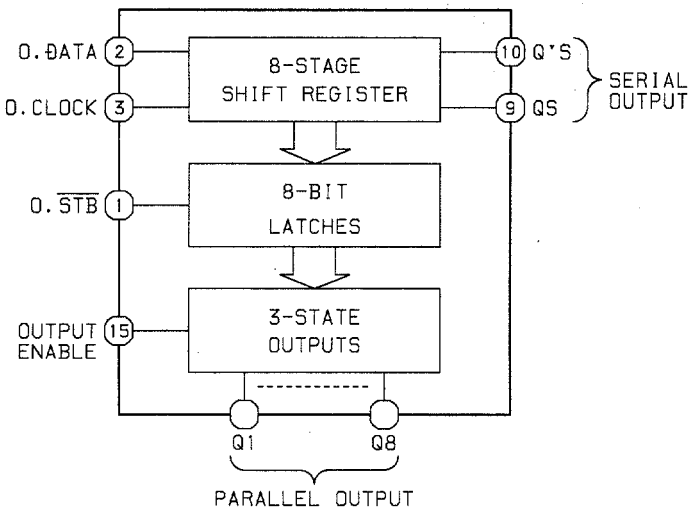 O.DATA 2
8-STAGE
SHIFT REGISTER
10 Q'S
O.CLOCK 3
9 QS
SERIAL
OUTPUT
O.S̅T̅B̅ 1
8-BIT
LATCHES
OUTPUT
ENABLE
15
3-STATE
OUTPUTS
Q1
Q8
PARALLEL OUTPUT